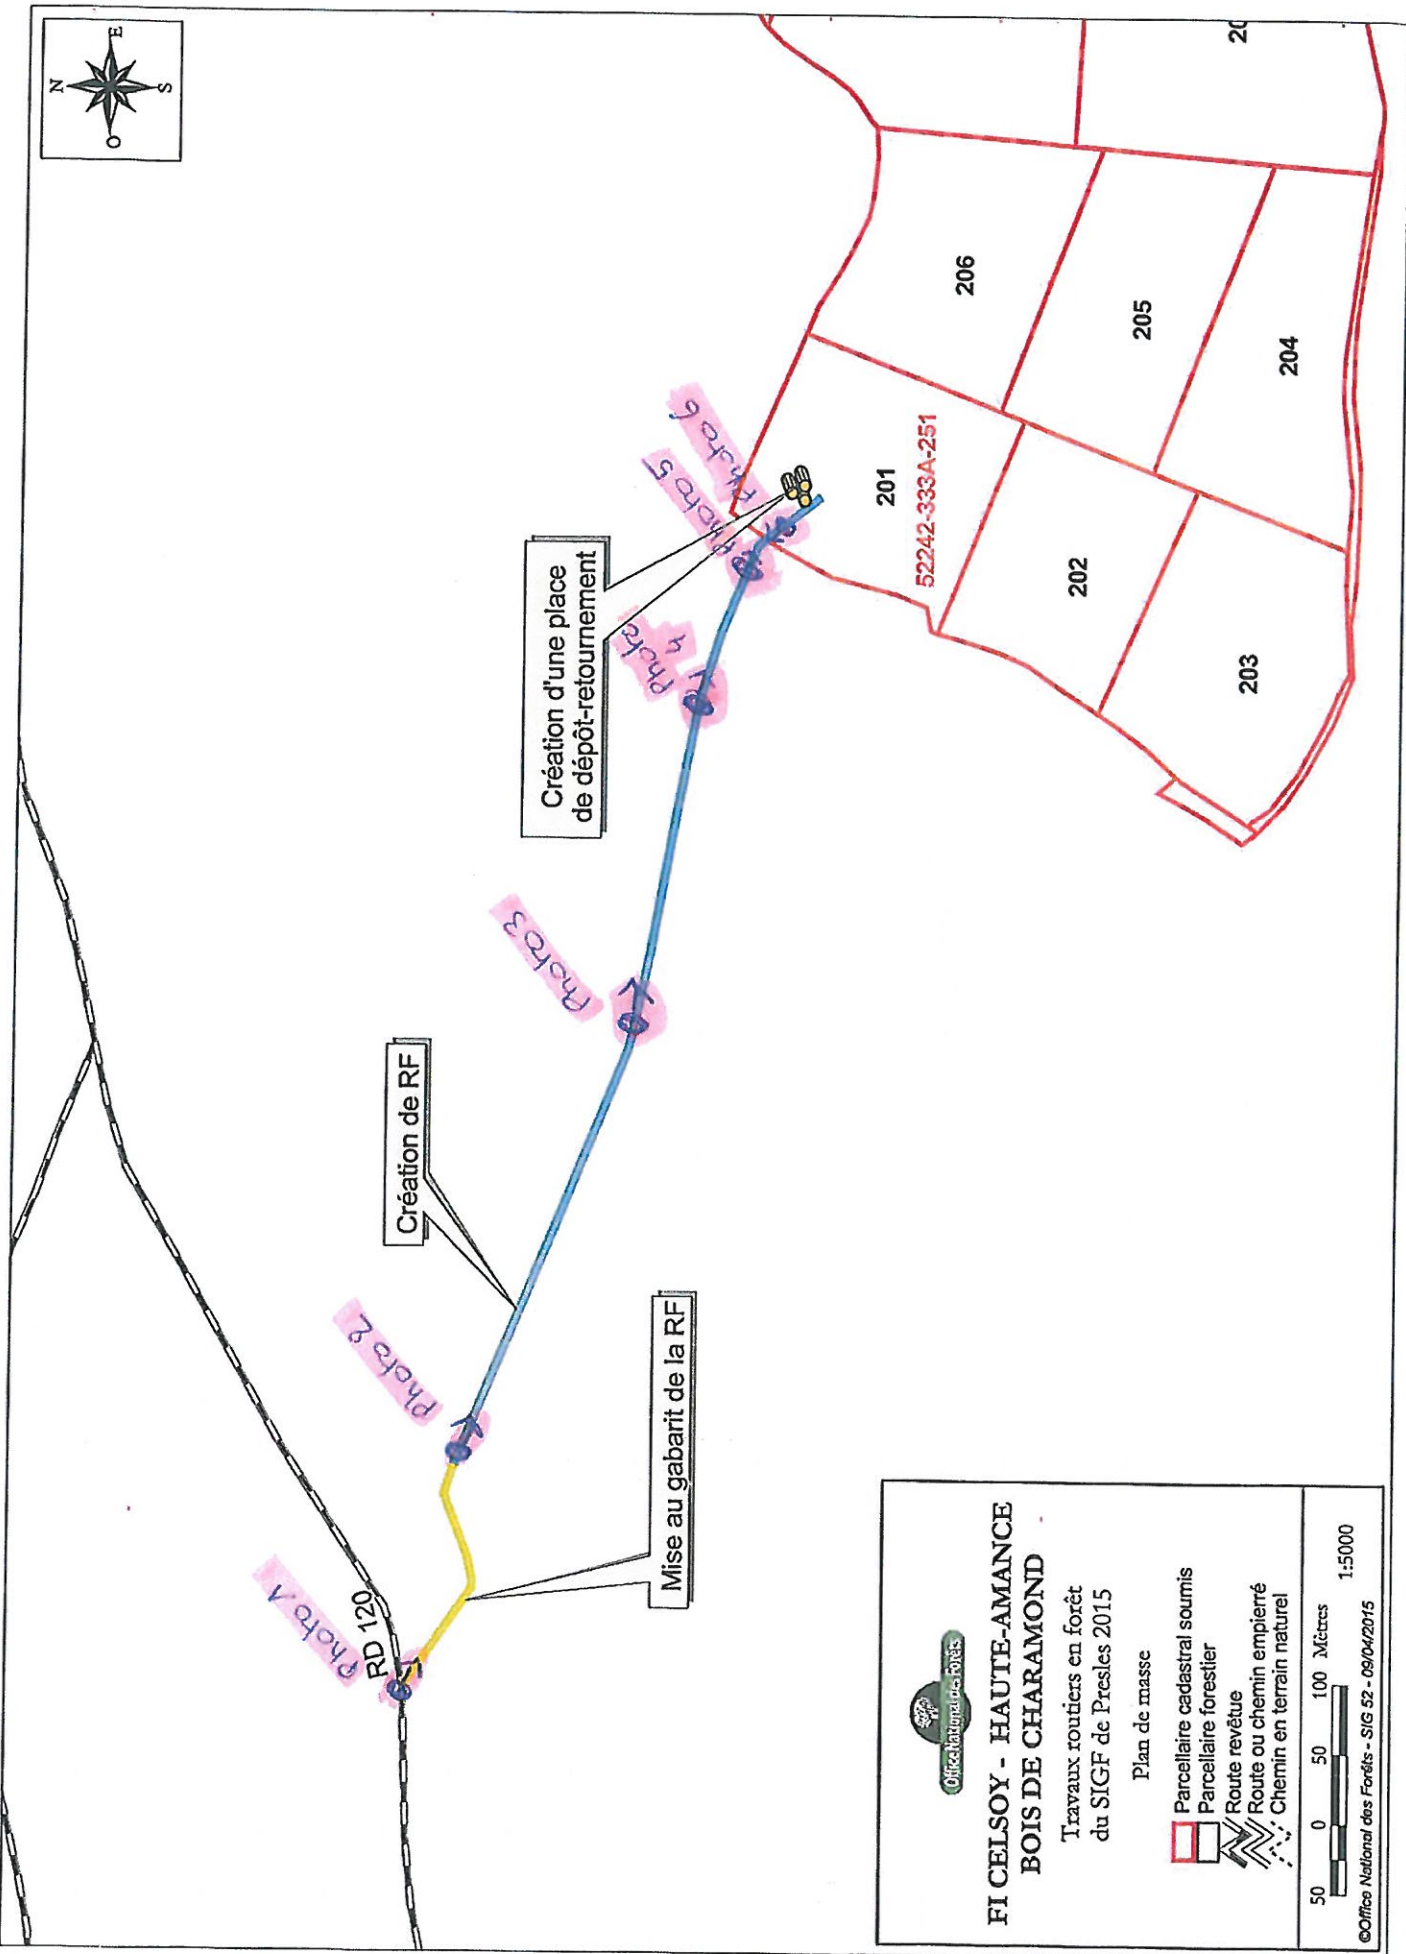 N
E
S
O
Photo 1
RD 120
Photo 2
Création de RF
Mise au gabarit de la RF
Photo 3
Création d'une place
de dépôt-retournement
Photo
4
Photo 5
Photo 6
201
52242-333A-251
202
203
204
205
206
20
Office National des Forêts
FI CELSOY - HAUTE-AMANCE
BOIS DE CHARAMOND
Travaux routiers en forêt
du SIGF de Presles 2015
Plan de masse
Parcellaire cadastral soumis
Parcellaire forestier
Route revêtue
Route ou chemin empierré
Chemin en terrain naturel
50 0 50 100 Mètres
1:5000
©Office National des Forêts - SIG 52 - 09/04/2015